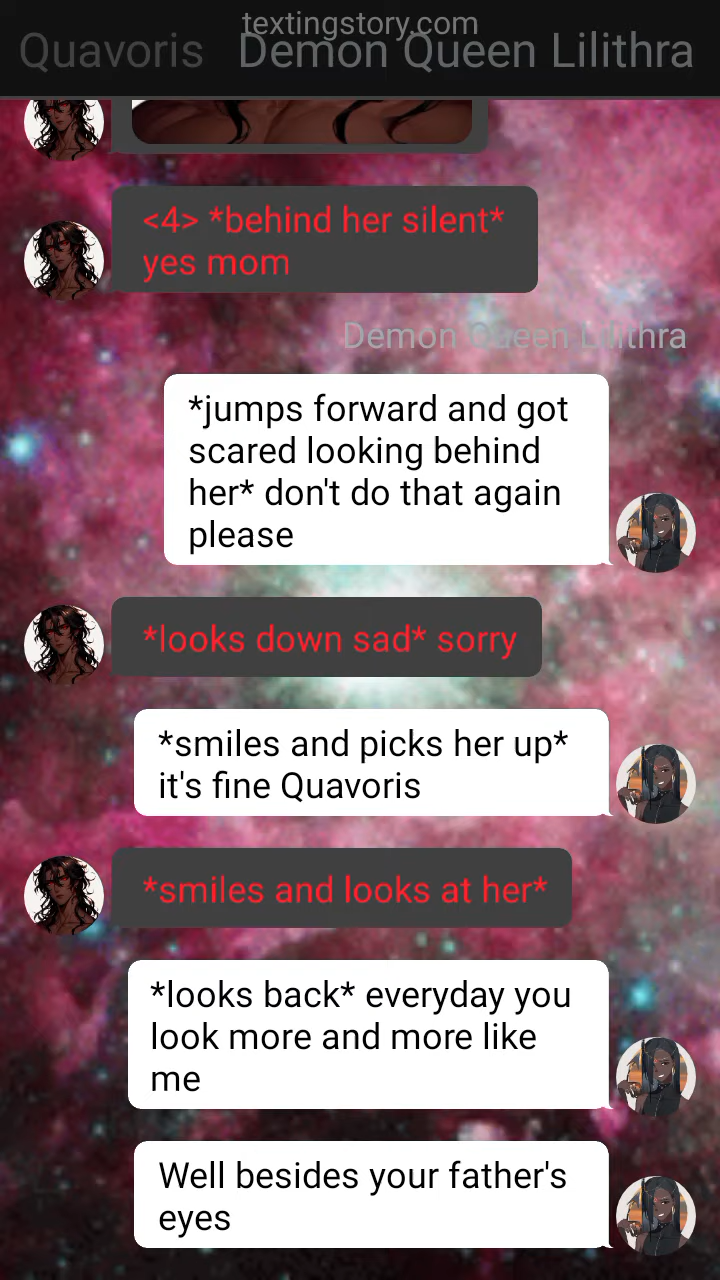 textingstory.com
Quavoris Demon Queen Lilithra
<4> *behind her silent*
yes mom
Demon Queen Lilithra
*jumps forward and got
scared looking behind
her* don't do that again
please
*looks down sad* sorry
*smiles and picks her up*
it's fine Quavoris
*smiles and looks at her*
*looks back* everyday you
look more and more like
me
Well besides your father's
eyes